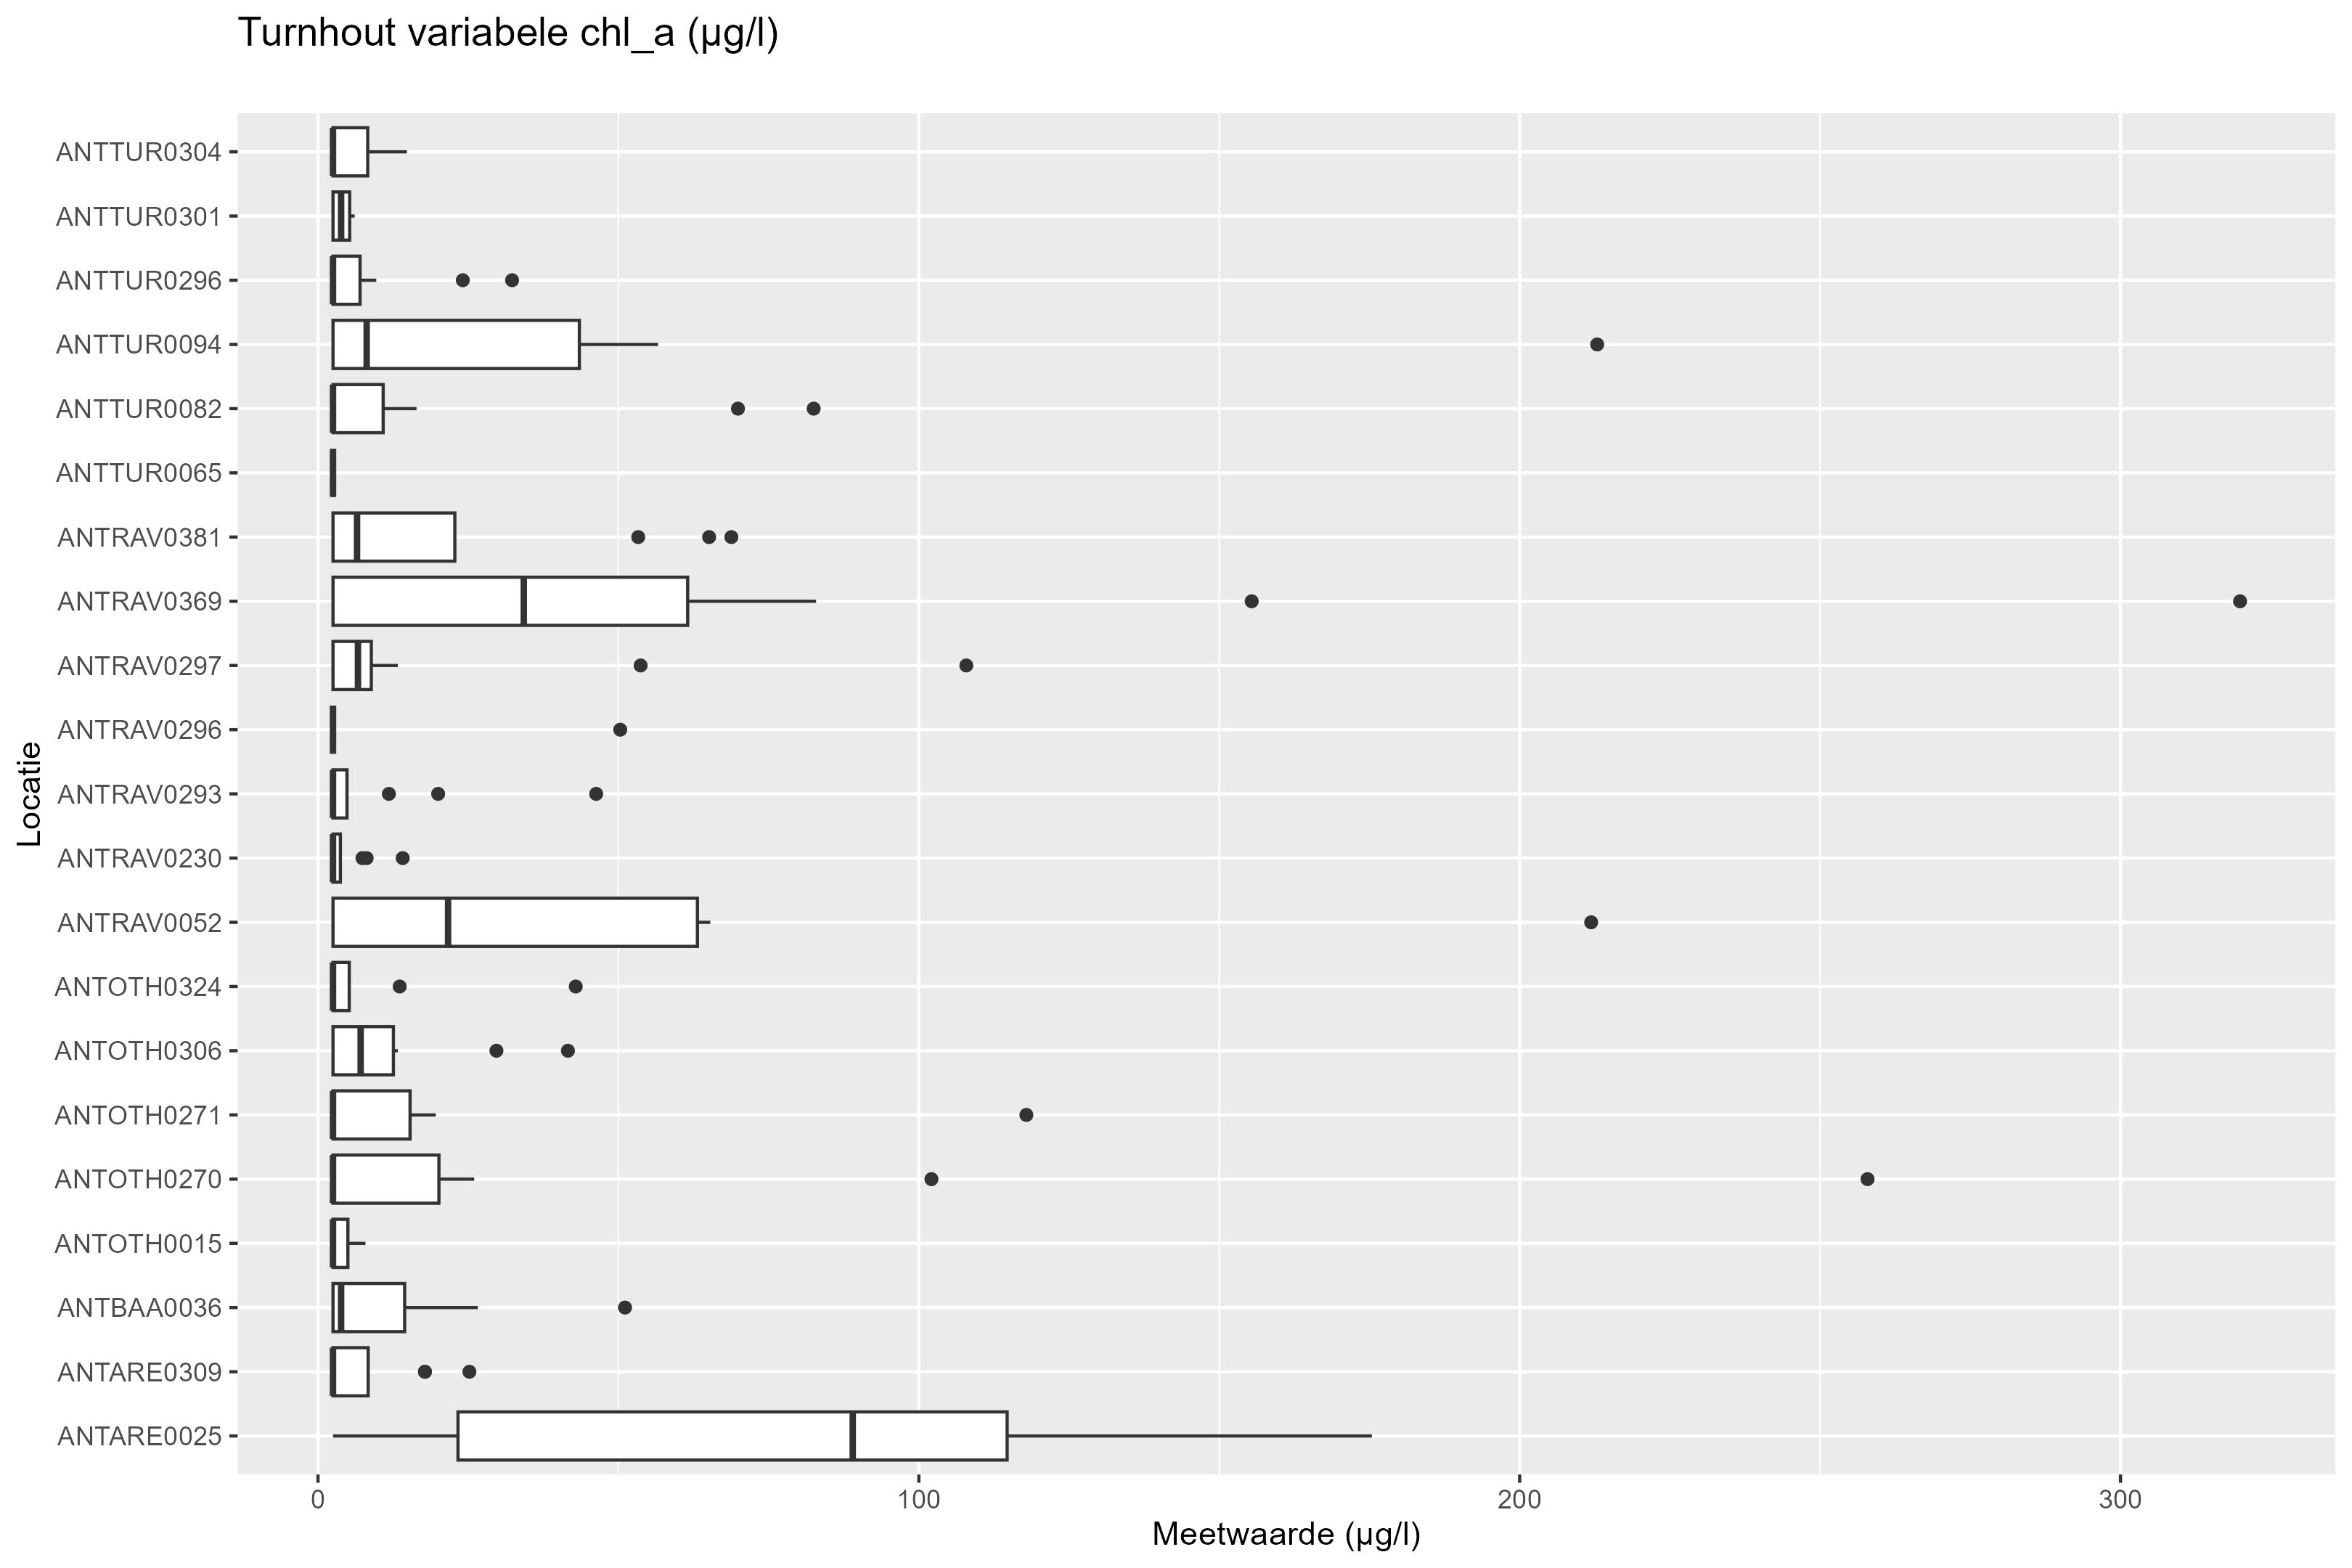 Turnhout variabele chl_a (µg/l)
ANTTUR0304
ANTTUR0301
ANTTUR0296
ANTTUR0094
ANTTUR0082
ANTTUR0065
ANTRAV0381
ANTRAV0369
ANTRAV0297
ANTRAV0296
ANTRAV0293
ANTRAV0230
ANTRAV0052
ANTOTH0324
ANTOTH0306
ANTOTH0271
ANTOTH0270
ANTOTH0015
ANTBAA0036
ANTARE0309
ANTARE0025
Locatie
0 100 200 300
Meetwaarde (µg/l)